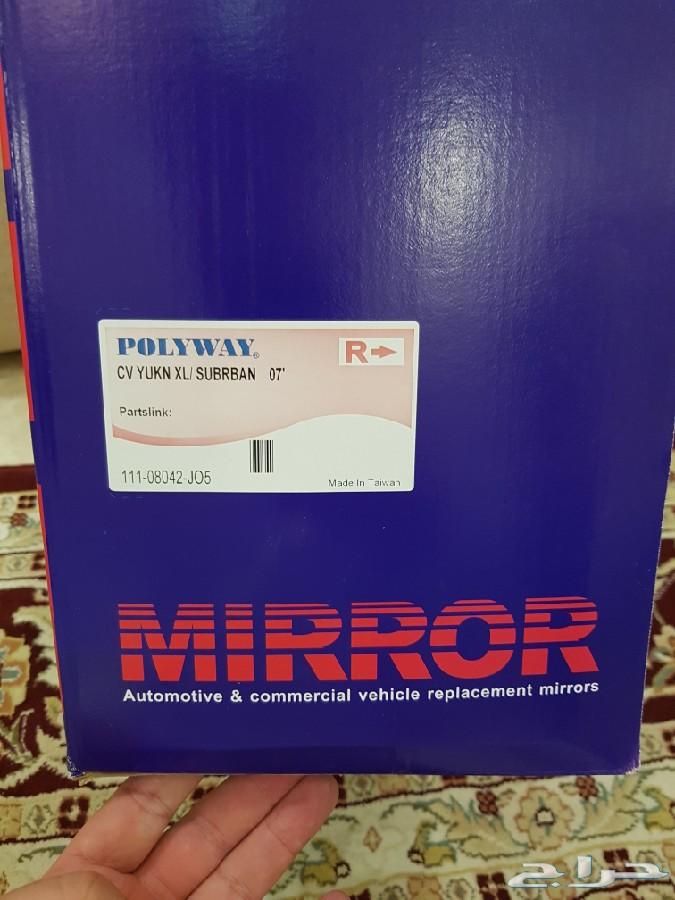 POLYWAY®
R
CV YUKN XL/ SUBRBAN 07'
Partslink:
111-08042-JO5
Made In Taiwan
MIRROR
Automotive & commercial vehicle replacement mirrors
حراج